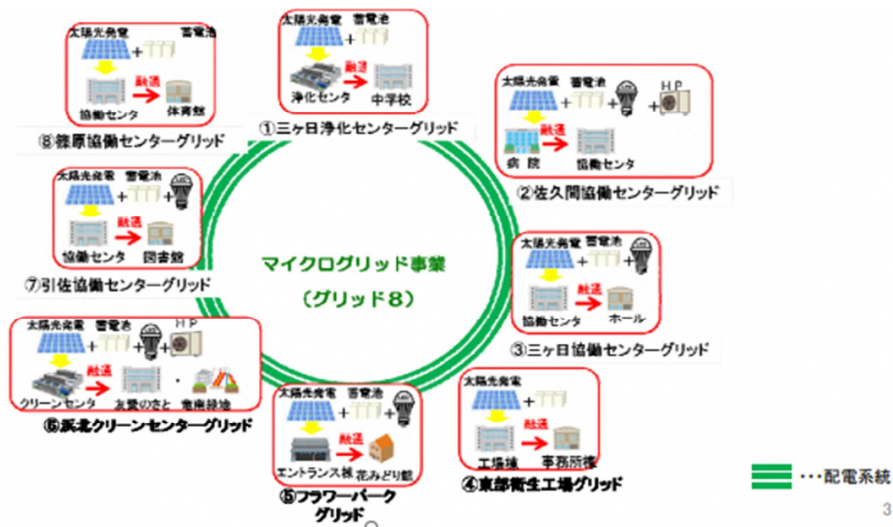 太陽光発電 蓄電池
融通
協働センタ 体育館
⑧篠原協働センターグリッド
太陽光発電 蓄電池
融通
浄化センタ 中学校
①三ヶ日浄化センターグリッド
太陽光発電 蓄電池 HP
融通
病院 協働センタ
②佐久間協働センターグリッド
太陽光発電 蓄電池
融通
協働センタ 図書館
⑦引佐協働センターグリッド
マイクログリッド事業
(グリッド8)
太陽光発電 蓄電池
融通
協働センタ ホール
③三ヶ日協働センターグリッド
太陽光発電 蓄電池 HP
融通
クリーンセンタ 友愛のさと ・ 竜南緑地
⑥浜北クリーンセンターグリッド
太陽光発電 蓄電池
融通
エントランス棟 花みどり館
⑤フラワーパーク
グリッド
太陽光発電
融通
工場棟 事務所棟
④東部衛生工場グリッド
・・・配電系統
3